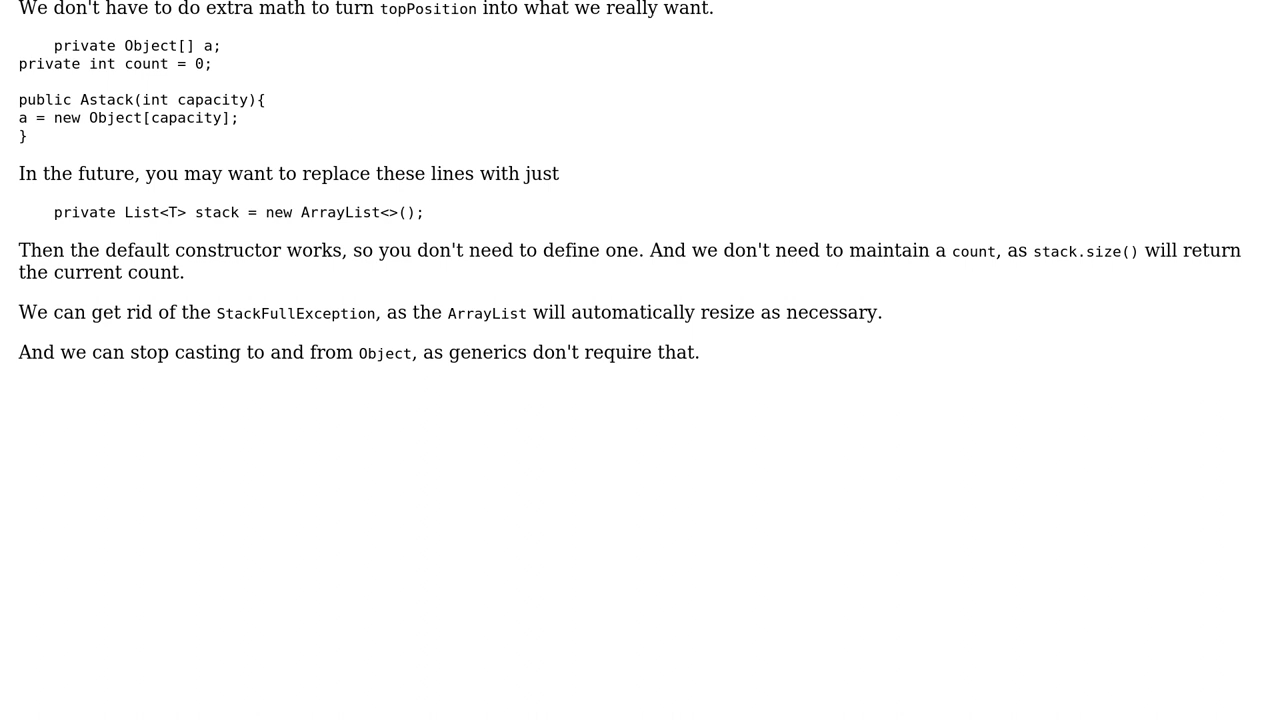 We don't have to do extra math to turn topPosition into what we really want.
private Object[] a;
private int count = 0;
public Astack(int capacity){
a = new Object[capacity];
}
In the future, you may want to replace these lines with just
private List<T> stack = new ArrayList<>();
Then the default constructor works, so you don't need to define one. And we don't need to maintain a count, as stack.size() will return
the current count.
We can get rid of the StackFullException, as the ArrayList will automatically resize as necessary.
And we can stop casting to and from Object, as generics don't require that.